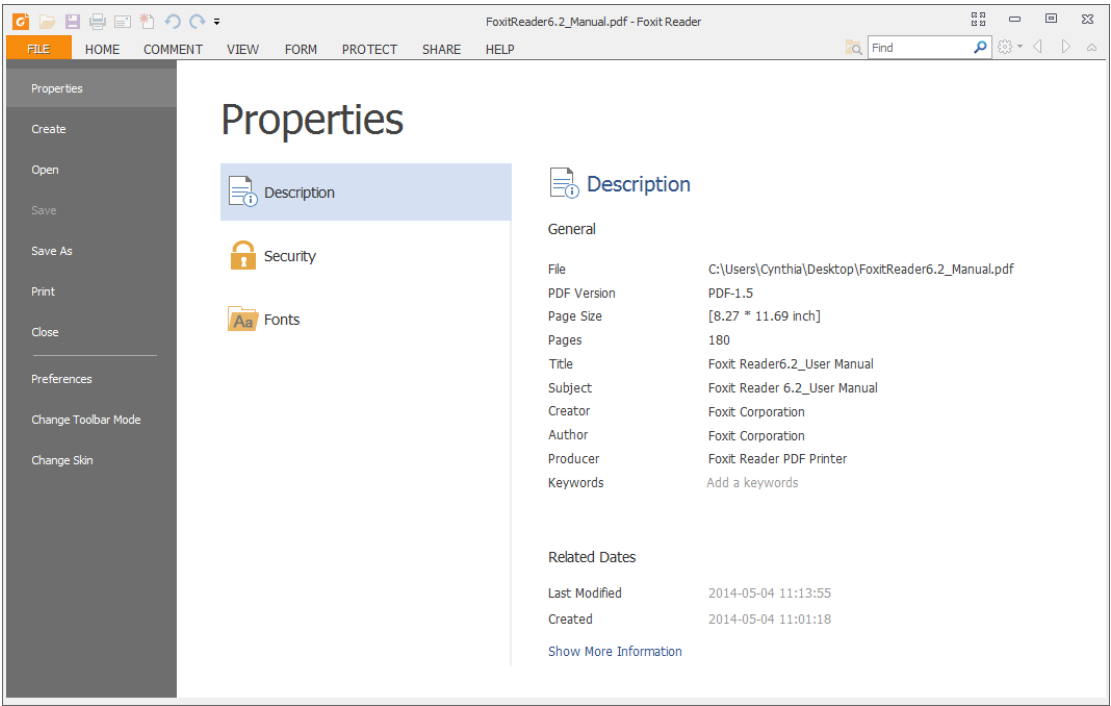 FoxitReader6.2_Manual.pdf - Foxit Reader
FILE HOME COMMENT VIEW FORM PROTECT SHARE HELP Find
Properties
Create
Open
Save
Save As
Print
Close
Preferences
Change Toolbar Mode
Change Skin
Properties
Description
Security
Aa Fonts
Description
General
File C:\Users\Cynthia\Desktop\FoxitReader6.2_Manual.pdf
PDF Version PDF-1.5
Page Size [8.27 * 11.69 inch]
Pages 180
Title Foxit Reader6.2_User Manual
Subject Foxit Reader 6.2_User Manual
Creator Foxit Corporation
Author Foxit Corporation
Producer Foxit Reader PDF Printer
Keywords Add a keywords
Related Dates
Last Modified 2014-05-04 11:13:55
Created 2014-05-04 11:01:18
Show More Information